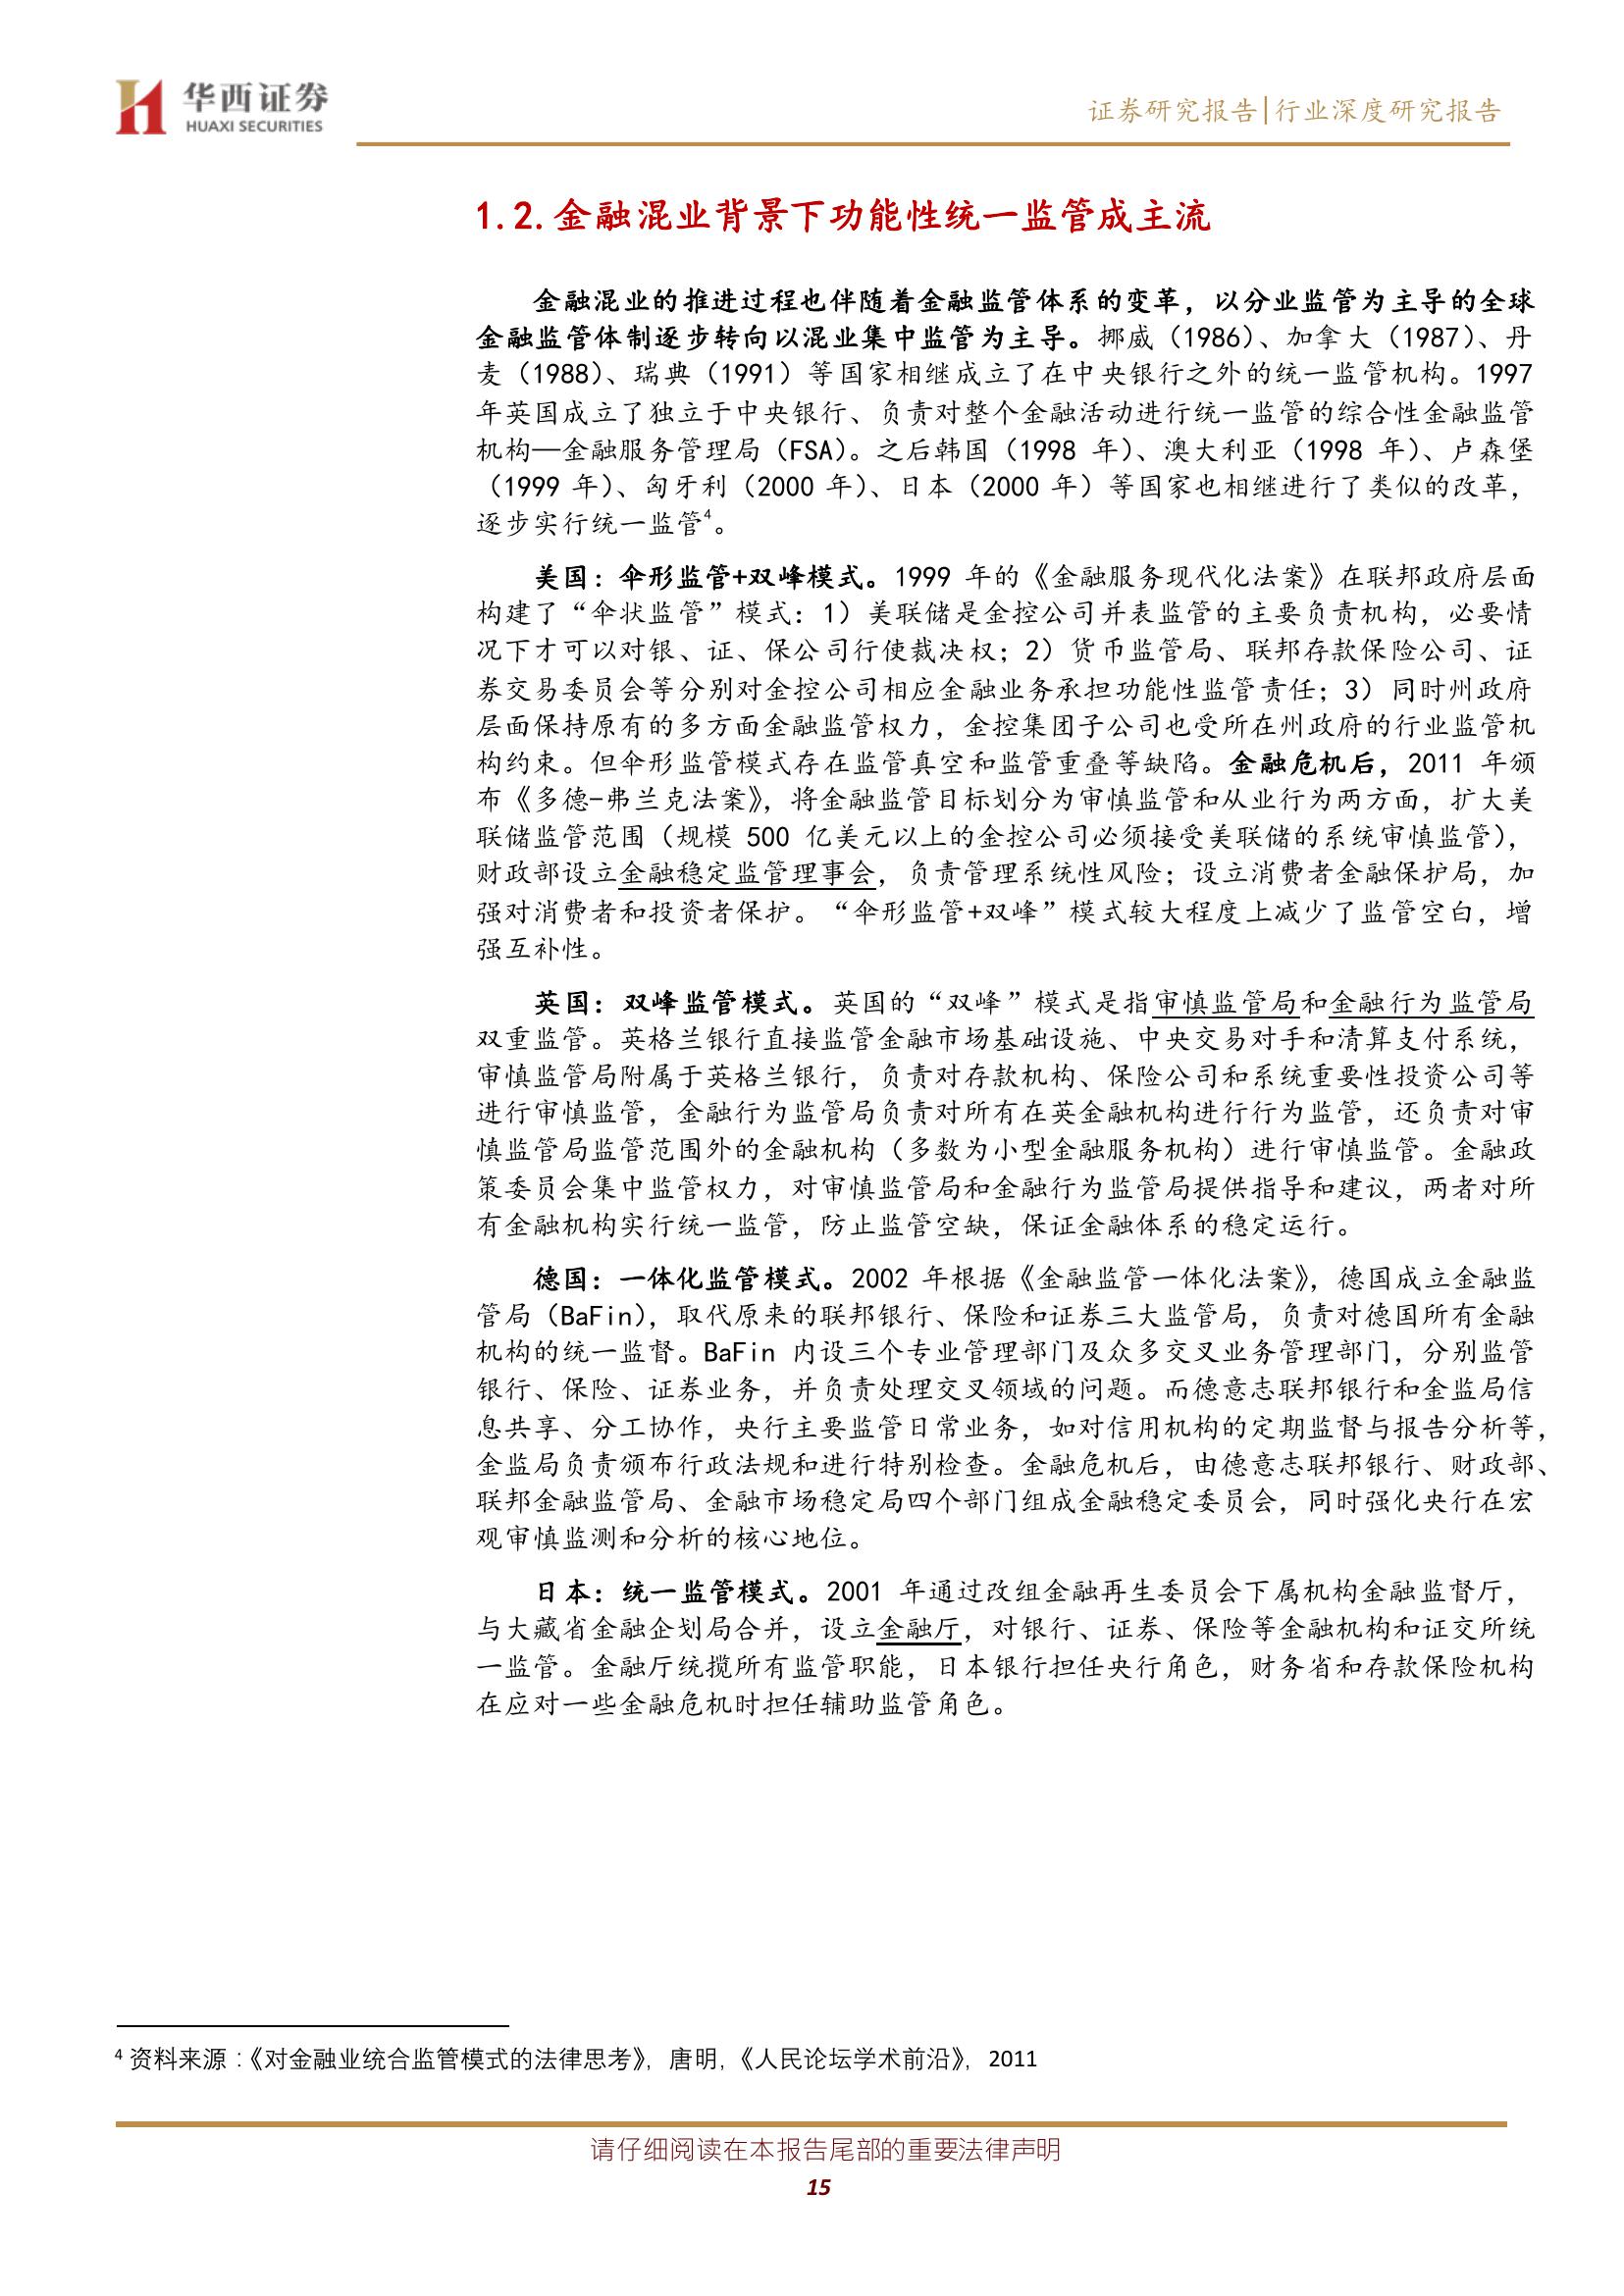 华西证券
HUAXI SECURITIES
证券研究报告|行业深度研究报告
1.2.金融混业背景下功能性统一监管成主流
金融混业的推进过程也伴随着金融监管体系的变革，以分业监管为主导的全球
金融监管体制逐步转向以混业集中监管为主导。挪威（1986）、加拿大（1987）、丹
麦（1988）、瑞典（1991）等国家相继成立了在中央银行之外的统一监管机构。1997
年英国成立了独立于中央银行、负责对整个金融活动进行统一监管的综合性金融监管
机构—金融服务管理局（FSA）。之后韩国（1998 年）、澳大利亚（1998 年）、卢森堡
（1999 年）、匈牙利（2000 年）、日本（2000 年）等国家也相继进行了类似的改革，
逐步实行统一监管4。
美国：伞形监管+双峰模式。1999 年的《金融服务现代化法案》在联邦政府层面
构建了“伞状监管”模式：1）美联储是金控公司并表监管的主要负责机构，必要情
况下才可以对银、证、保公司行使裁决权；2）货币监管局、联邦存款保险公司、证
券交易委员会等分别对金控公司相应金融业务承担功能性监管责任；3）同时州政府
层面保持原有的多方面金融监管权力，金控集团子公司也受所在州政府的行业监管机
构约束。但伞形监管模式存在监管真空和监管重叠等缺陷。金融危机后，2011 年颁
布《多德-弗兰克法案》，将金融监管目标划分为审慎监管和从业行为两方面，扩大美
联储监管范围（规模 500 亿美元以上的金控公司必须接受美联储的系统审慎监管），
财政部设立金融稳定监管理事会，负责管理系统性风险；设立消费者金融保护局，加
强对消费者和投资者保护。“伞形监管+双峰”模式较大程度上减少了监管空白，增
强互补性。
英国：双峰监管模式。英国的“双峰”模式是指审慎监管局和金融行为监管局
双重监管。英格兰银行直接监管金融市场基础设施、中央交易对手和清算支付系统，
审慎监管局附属于英格兰银行，负责对存款机构、保险公司和系统重要性投资公司等
进行审慎监管，金融行为监管局负责对所有在英金融机构进行行为监管，还负责对审
慎监管局监管范围外的金融机构（多数为小型金融服务机构）进行审慎监管。金融政
策委员会集中监管权力，对审慎监管局和金融行为监管局提供指导和建议，两者对所
有金融机构实行统一监管，防止监管空缺，保证金融体系的稳定运行。
德国：一体化监管模式。2002 年根据《金融监管一体化法案》，德国成立金融监
管局（BaFin），取代原来的联邦银行、保险和证券三大监管局，负责对德国所有金融
机构的统一监督。BaFin 内设三个专业管理部门及众多交叉业务管理部门，分别监管
银行、保险、证券业务，并负责处理交叉领域的问题。而德意志联邦银行和金监局信
息共享、分工协作，央行主要监管日常业务，如对信用机构的定期监督与报告分析等，
金监局负责颁布行政法规和进行特别检查。金融危机后，由德意志联邦银行、财政部、
联邦金融监管局、金融市场稳定局四个部门组成金融稳定委员会，同时强化央行在宏
观审慎监测和分析的核心地位。
日本：统一监管模式。2001 年通过改组金融再生委员会下属机构金融监督厅，
与大藏省金融企划局合并，设立金融厅，对银行、证券、保险等金融机构和证交所统
一监管。金融厅统揽所有监管职能，日本银行担任央行角色，财务省和存款保险机构
在应对一些金融危机时担任辅助监管角色。
4 资料来源：《对金融业统合监管模式的法律思考》，唐明，《人民论坛学术前沿》，2011
请仔细阅读在本报告尾部的重要法律声明
15